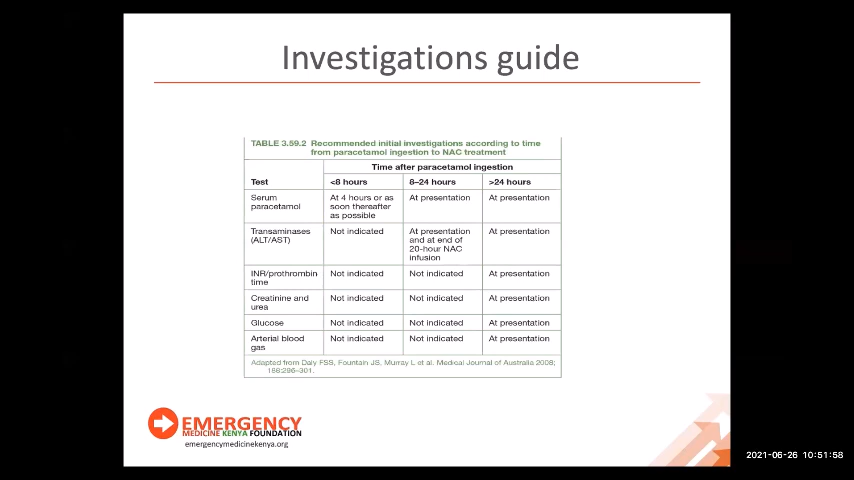 Investigations guide
TABLE 3.59.2 Recommended initial investigations according to time
from paracetamol ingestion to NAC treatment
Time after paracetamol ingestion
Test
<8 hours
8–24 hours
>24 hours
Serum
paracetamol
At 4 hours or as
soon thereafter
as possible
At presentation
At presentation
Transaminases
(ALT/AST)
Not indicated
At presentation
and at end of
20-hour NAC
infusion
At presentation
INR/prothrombin
time
Not indicated
Not indicated
At presentation
Creatinine and
urea
Not indicated
Not indicated
At presentation
Glucose
Not indicated
Not indicated
At presentation
Arterial blood
gas
Not indicated
Not indicated
At presentation
Adapted from Daly FSS, Fountain JS, Murray L et al. Medical Journal of Australia 2008;
188:296–301.
EMERGENCY
MEDICINE KENYA FOUNDATION
emergencymedicinekenya.org
2021-06-26 10:51:58